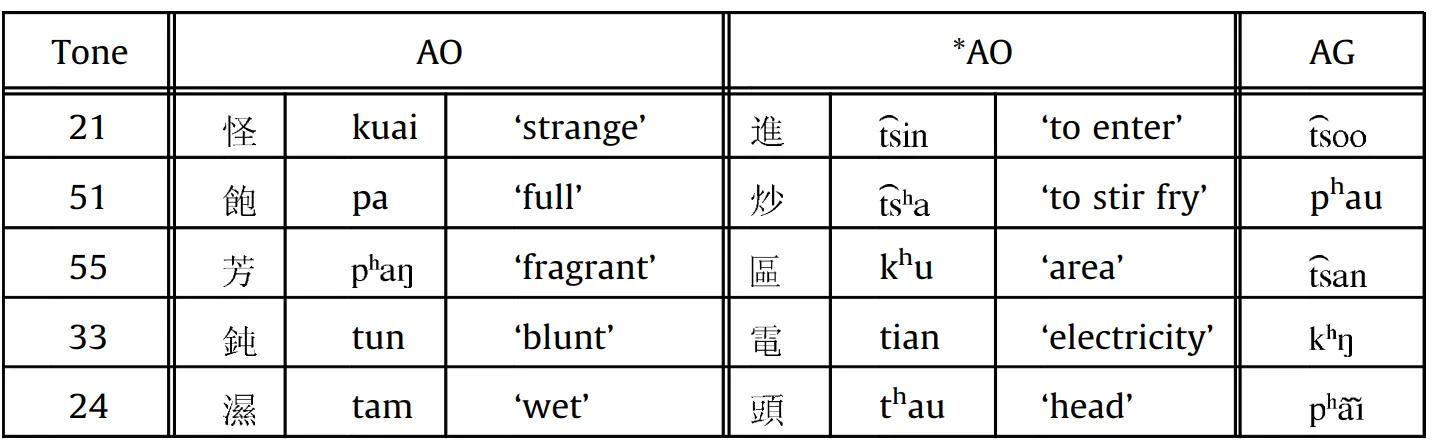 Tone AO *AO AG
21 怪 kuai ‘strange’ 進 t͡sin ‘to enter’ t͡soo
51 飽 pa ‘full’ 炒 t͡sʰa ‘to stir fry’ pʰau
55 芳 pʰaŋ ‘fragrant’ 區 kʰu ‘area’ t͡san
33 鈍 tun ‘blunt’ 電 tian ‘electricity’ kʰŋ
24 濕 tam ‘wet’ 頭 tʰau ‘head’ pʰãĩ